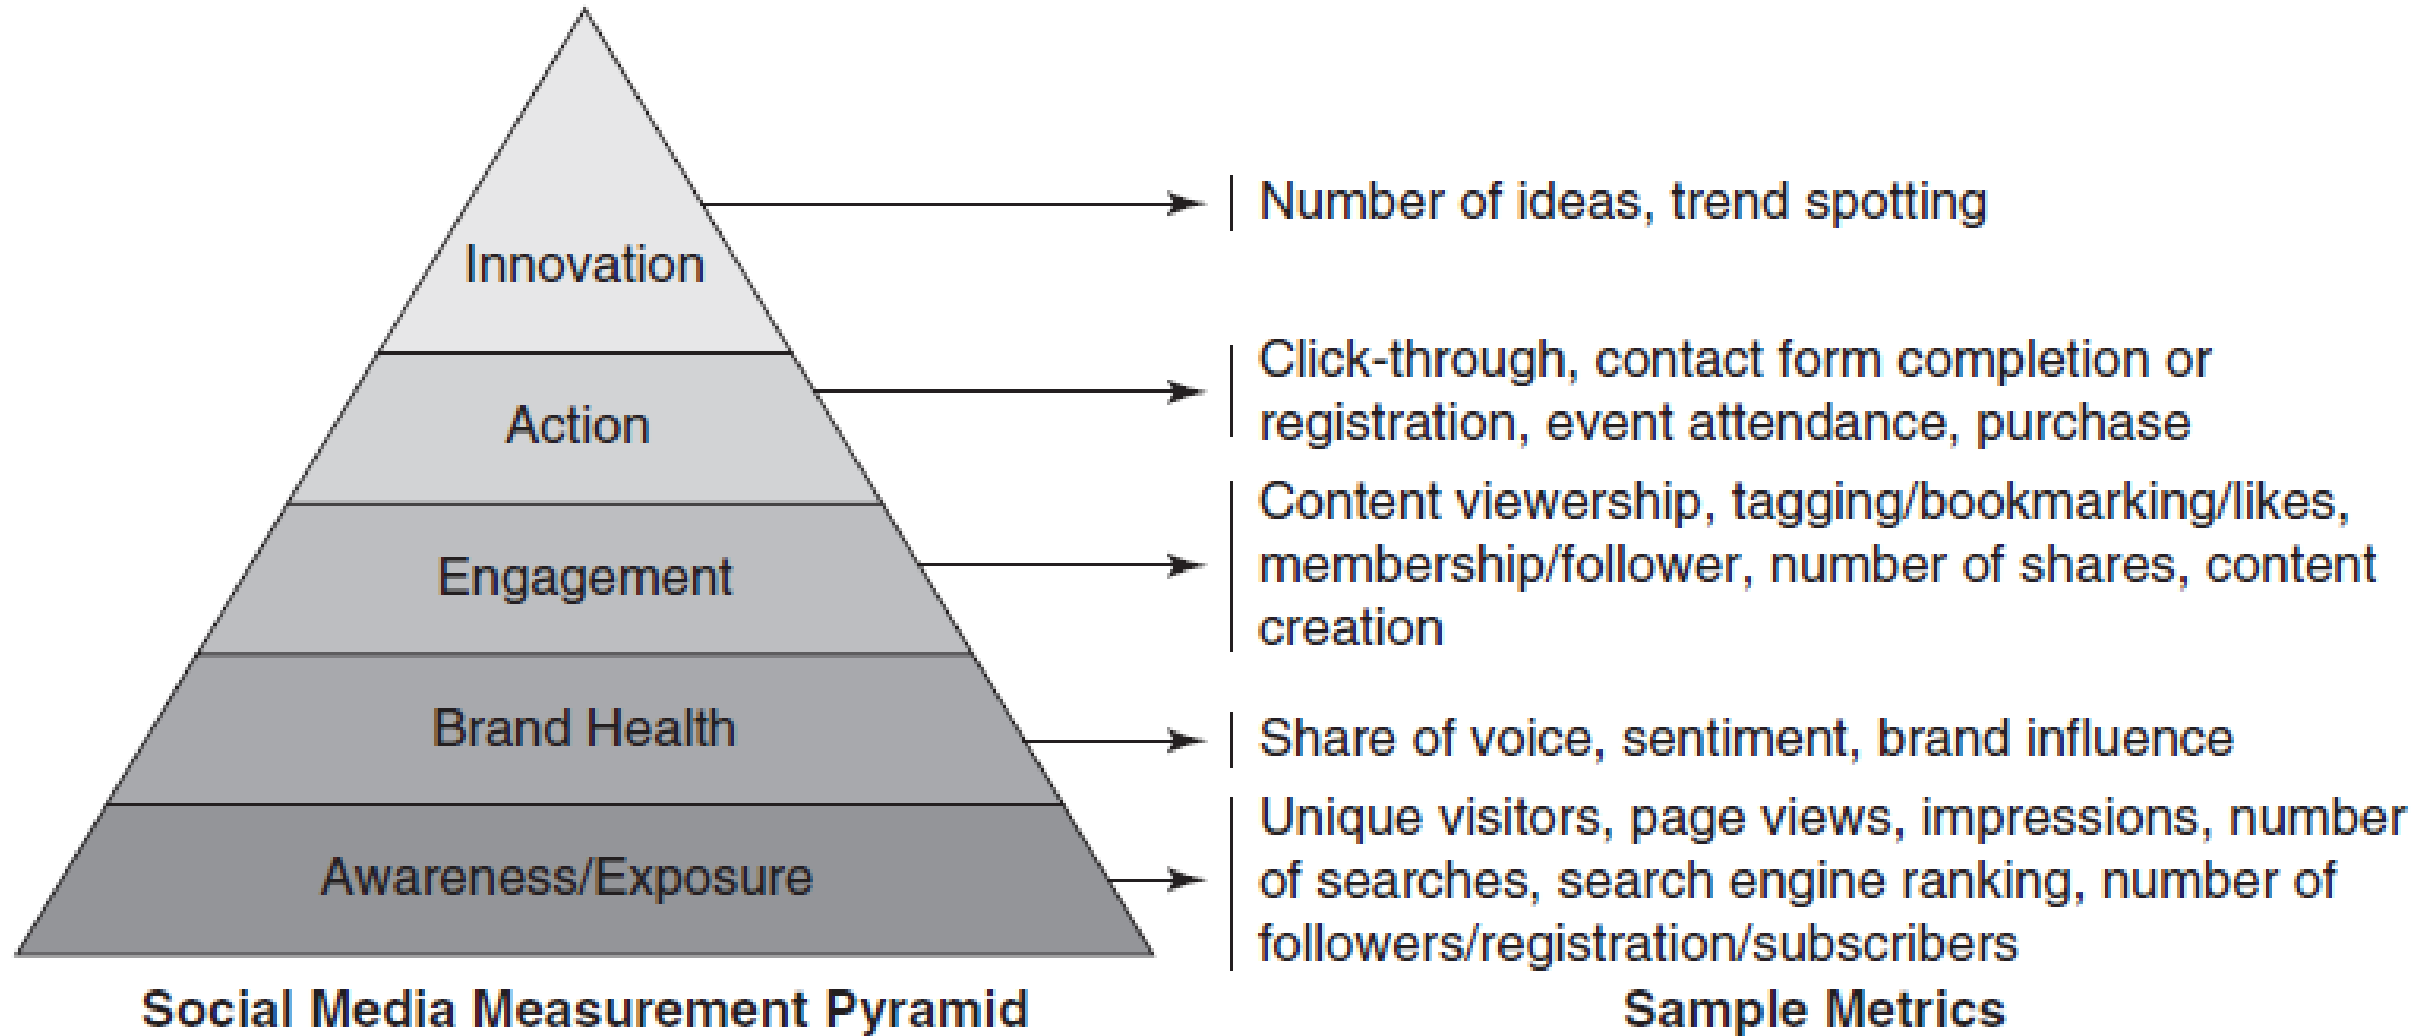 Innovation
Number of ideas, trend spotting
Action
Click-through, contact form completion or
registration, event attendance, purchase
Engagement
Content viewership, tagging/bookmarking/likes,
membership/follower, number of shares, content
creation
Brand Health
Share of voice, sentiment, brand influence
Awareness/Exposure
Unique visitors, page views, impressions, number
of searches, search engine ranking, number of
followers/registration/subscribers
Social Media Measurement Pyramid
Sample Metrics